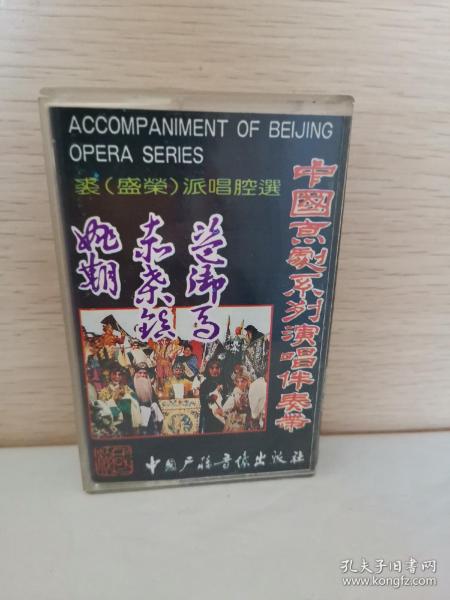 ACCOMPANIMENT OF BEIJING
OPERA SERIES
裘（盛榮）派唱腔選
中國京劇系列演唱伴奏帶
盜御馬
赤桑鎮
姚期
中國广播音像出版社
孔夫子旧书网
www.kongfz.com